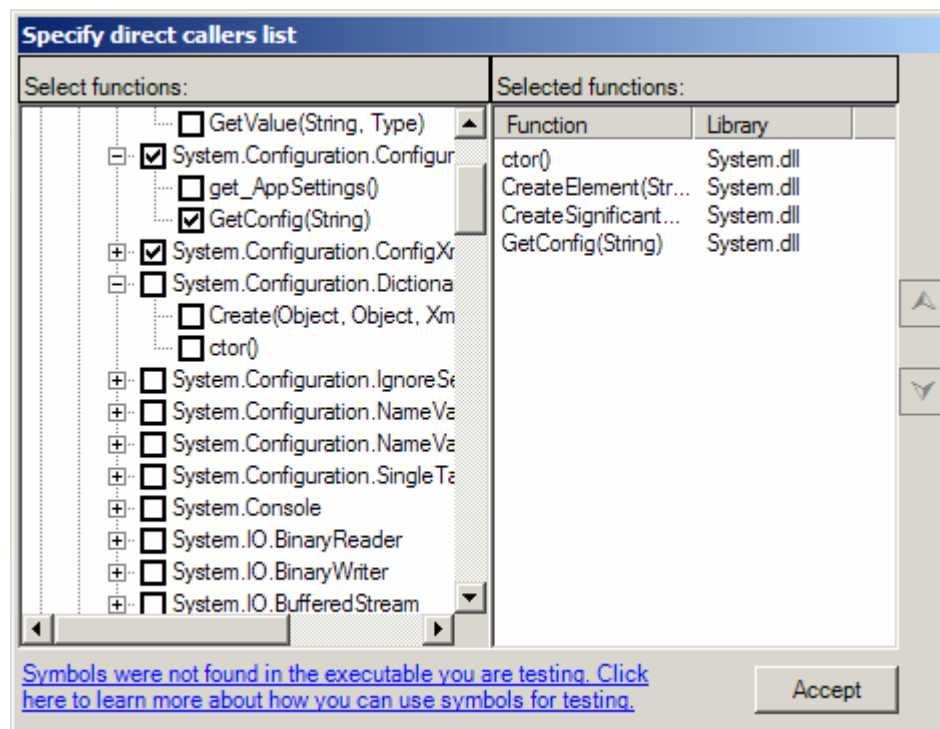 Specify direct callers list
Select functions:
GetValue(String, Type)
System.Configuration.Configur
get_AppSettings()
GetConfig(String)
System.Configuration.ConfigXr
System.Configuration.Dictiona
Create(Object, Object, Xm
ctor()
System.Configuration.IgnoreSe
System.Configuration.NameVa
System.Configuration.NameVa
System.Configuration.SingleTa
System.Console
System.IO.BinaryReader
System.IO.BinaryWriter
System.IO.BufferedStream
Selected functions:
Function Library
ctor() System.dll
CreateElement(Str... System.dll
CreateSignificant... System.dll
GetConfig(String) System.dll
Symbols were not found in the executable you are testing. Click
here to learn more about how you can use symbols for testing.
Accept